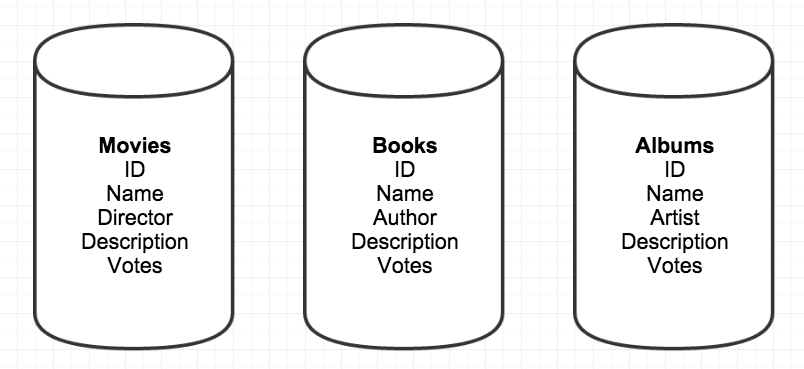 Movies
ID
Name
Director
Description
Votes
Books
ID
Name
Author
Description
Votes
Albums
ID
Name
Artist
Description
Votes